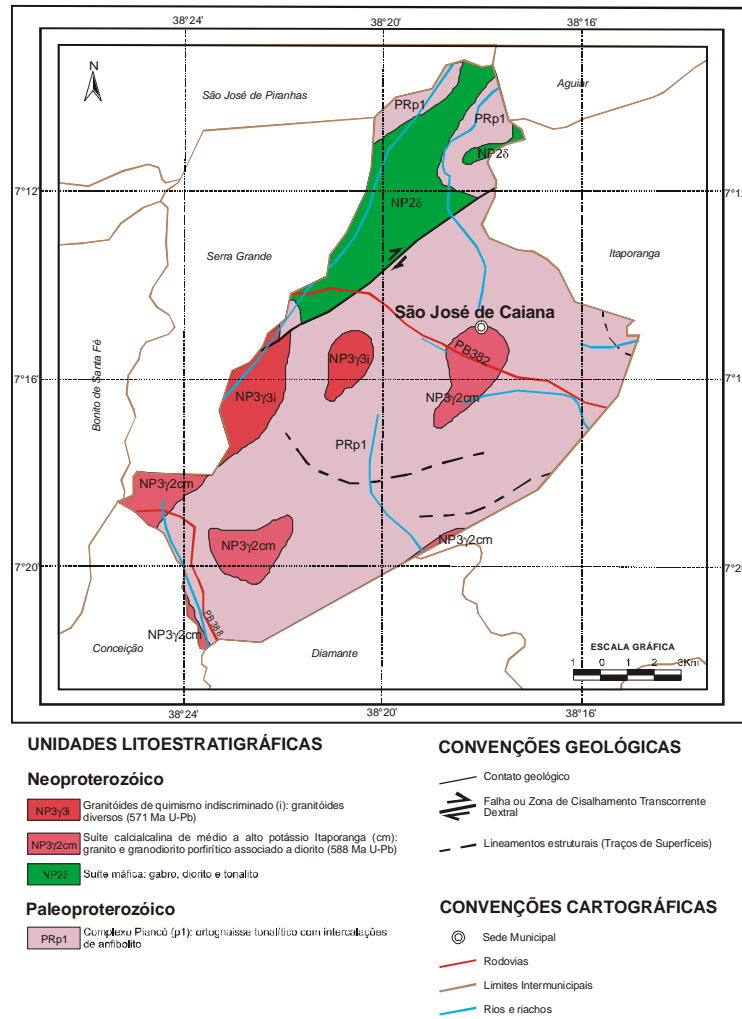 38°24'
38°20'
38°16'
N
São José de Piranhas
Aguiar
PRp1
PRp1
NP2δ
7°12'
NP2δ
Serra Grande
Itaporanga
São José de Caiana
PB382
Bonito de Santa Fé
7°16'
NP3γ3i
NP3γ3i
NP3γ2cm
PRp1
NP3γ2cm
NP3γ2cm
NP3γ2cm
7°20'
7°20
PB388
NP3γ2cm
Conceição
Diamante
ESCALA GRÁFICA
1 0 1 2 3Km
38°24'
38°20'
38°16'
UNIDADES LITOESTRATIGRÁFICAS
Neoproterozóico
NP3γ3i
Granitóides de quimismo indiscriminado (i): granitóides
diversos (571 Ma U-Pb)
NP3γ2cm
Suíte calcialcalina de médio a alto potássio Itaporanga (cm):
granito e granodiorito porfirítico associado a diorito (588 Ma U-Pb)
NP2δ
Suíte máfica: gabro, diorito e tonalito
Paleoproterozóico
PRp1
Complexo Piancó (p1): ortognaisse tonalítico com intercalações
de anfibolito
CONVENÇÕES GEOLÓGICAS
Contato geológico
Falha ou Zona de Cisalhamento Transcorrente
Dextral
Lineamentos estruturais (Traços de Superfíceis)
CONVENÇÕES CARTOGRÁFICAS
Sede Municipal
Rodovias
Limites Intermunicipais
Rios e riachos